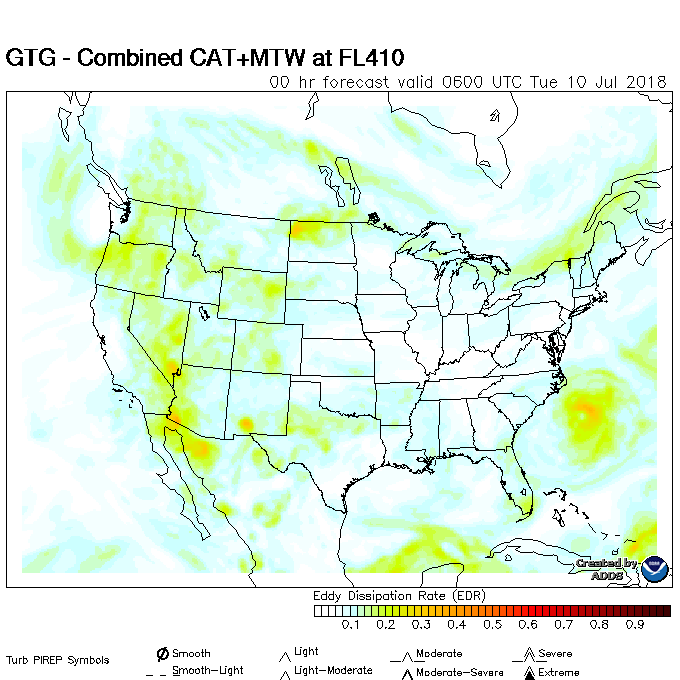 GTG - Combined CAT+MTW at FL410
00 hr forecast valid 0600 UTC Tue 10 Jul 2018
Created by
ADDS
Eddy Dissipation Rate (EDR)
0.1 0.2 0.3 0.4 0.5 0.6 0.7 0.8 0.9
Turb PIREP Symbols
Smooth Light Moderate Severe
Smooth-Light Light-Moderate Moderate-Severe Extreme